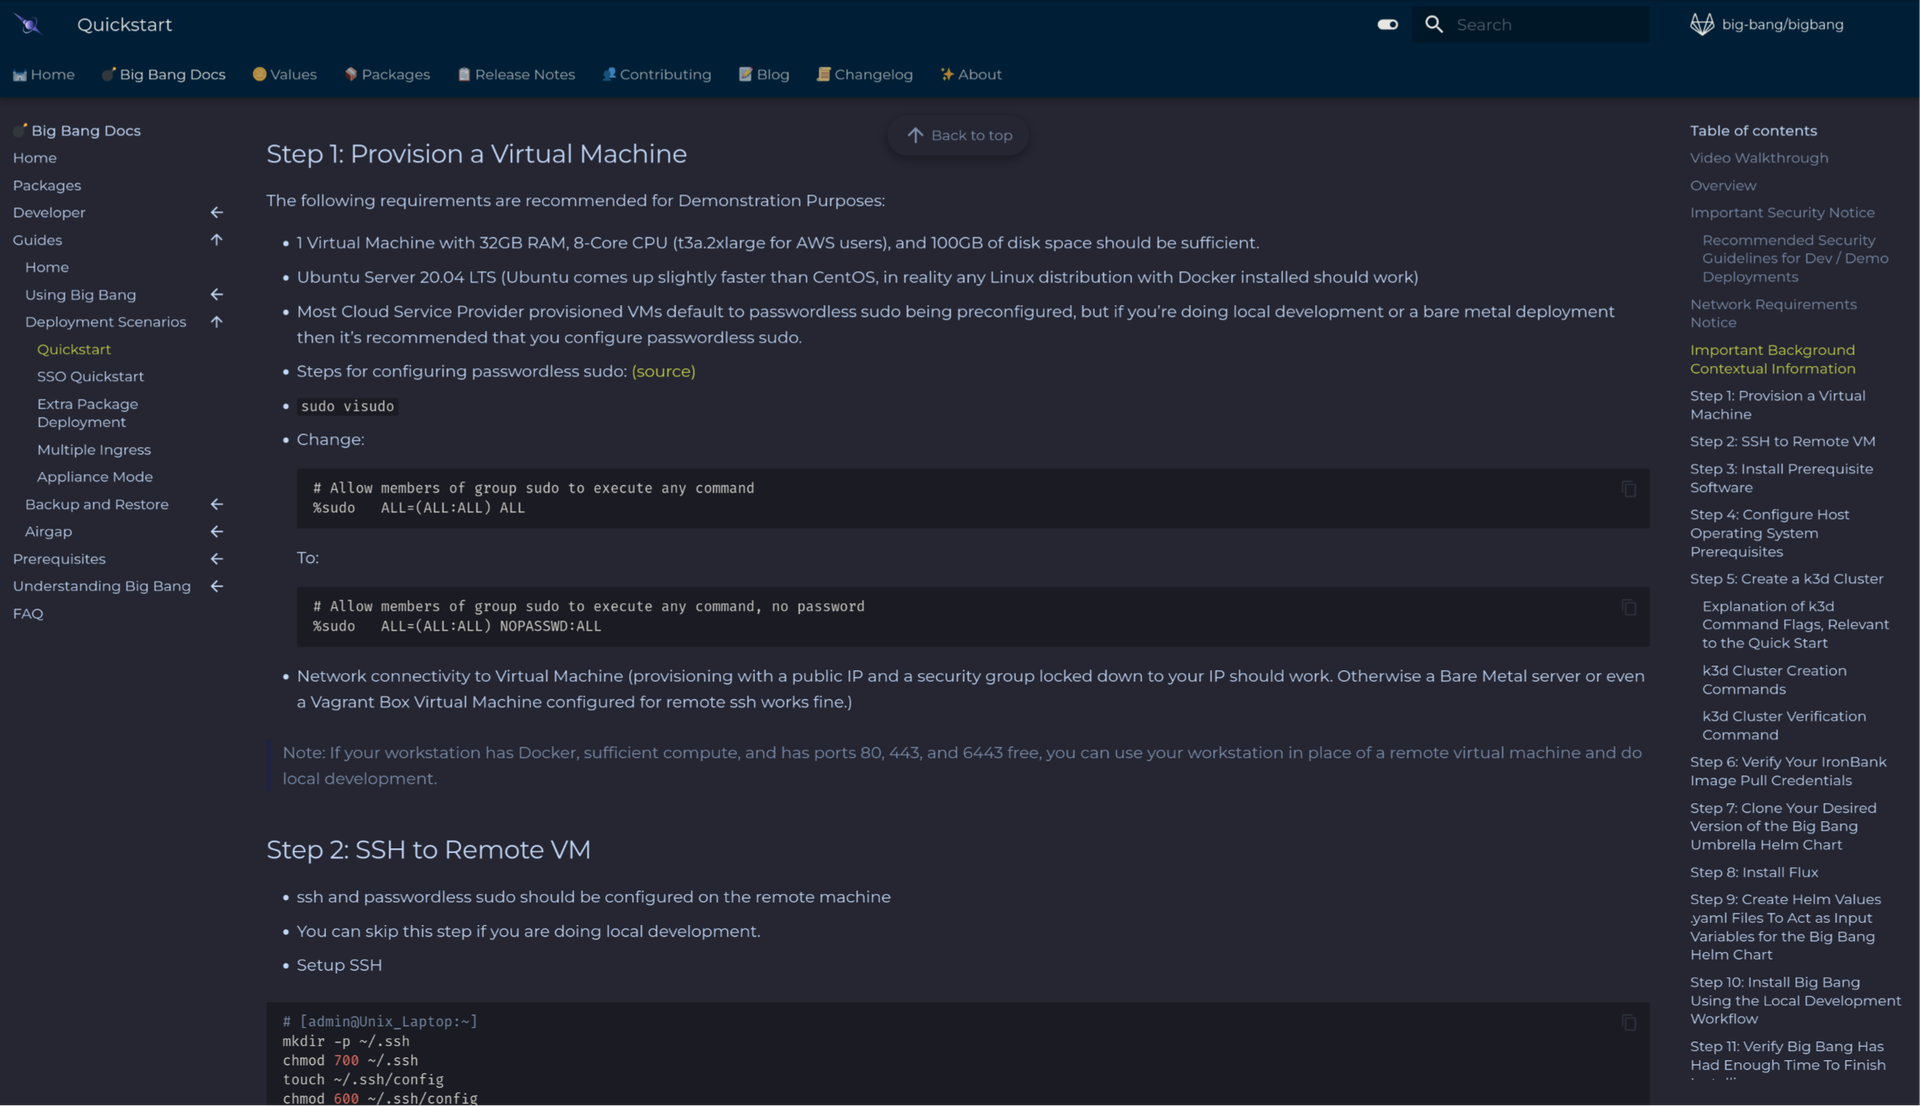 Quickstart
Search
big-bang/bigbang
Home
Big Bang Docs
Values
Packages
Release Notes
Contributing
Blog
Changelog
About
Big Bang Docs
Home
Packages
Developer
Guides
Home
Using Big Bang
Deployment Scenarios
Quickstart
SSO Quickstart
Extra Package
Deployment
Multiple Ingress
Appliance Mode
Backup and Restore
Airgap
Prerequisites
Understanding Big Bang
FAQ
Back to top
Step 1: Provision a Virtual Machine
The following requirements are recommended for Demonstration Purposes:
• 1 Virtual Machine with 32GB RAM, 8-Core CPU (t3a.2xlarge for AWS users), and 100GB of disk space should be sufficient.
• Ubuntu Server 20.04 LTS (Ubuntu comes up slightly faster than CentOS, in reality any Linux distribution with Docker installed should work)
• Most Cloud Service Provider provisioned VMs default to passwordless sudo being preconfigured, but if you’re doing local development or a bare metal deployment
then it’s recommended that you configure passwordless sudo.
• Steps for configuring passwordless sudo: (source)
• sudo visudo
• Change:
# Allow members of group sudo to execute any command
%sudo   ALL=(ALL:ALL) ALL
To:
# Allow members of group sudo to execute any command, no password
%sudo   ALL=(ALL:ALL) NOPASSWD:ALL
• Network connectivity to Virtual Machine (provisioning with a public IP and a security group locked down to your IP should work. Otherwise a Bare Metal server or even
a Vagrant Box Virtual Machine configured for remote ssh works fine.)
Note: If your workstation has Docker, sufficient compute, and has ports 80, 443, and 6443 free, you can use your workstation in place of a remote virtual machine and do
local development.
Step 2: SSH to Remote VM
• ssh and passwordless sudo should be configured on the remote machine
• You can skip this step if you are doing local development.
• Setup SSH
# [admin@Unix_Laptop:~]
mkdir -p ~/.ssh
chmod 700 ~/.ssh
touch ~/.ssh/config
chmod 600 ~/.ssh/config
Table of contents
Video Walkthrough
Overview
Important Security Notice
Recommended Security
Guidelines for Dev / Demo
Deployments
Network Requirements
Notice
Important Background
Contextual Information
Step 1: Provision a Virtual
Machine
Step 2: SSH to Remote VM
Step 3: Install Prerequisite
Software
Step 4: Configure Host
Operating System
Prerequisites
Step 5: Create a k3d Cluster
Explanation of k3d
Command Flags, Relevant
to the Quick Start
k3d Cluster Creation
Commands
k3d Cluster Verification
Command
Step 6: Verify Your IronBank
Image Pull Credentials
Step 7: Clone Your Desired
Version of the Big Bang
Umbrella Helm Chart
Step 8: Install Flux
Step 9: Create Helm Values
.yaml Files To Act as Input
Variables for the Big Bang
Helm Chart
Step 10: Install Big Bang
Using the Local Development
Workflow
Step 11: Verify Big Bang Has
Had Enough Time To Finish